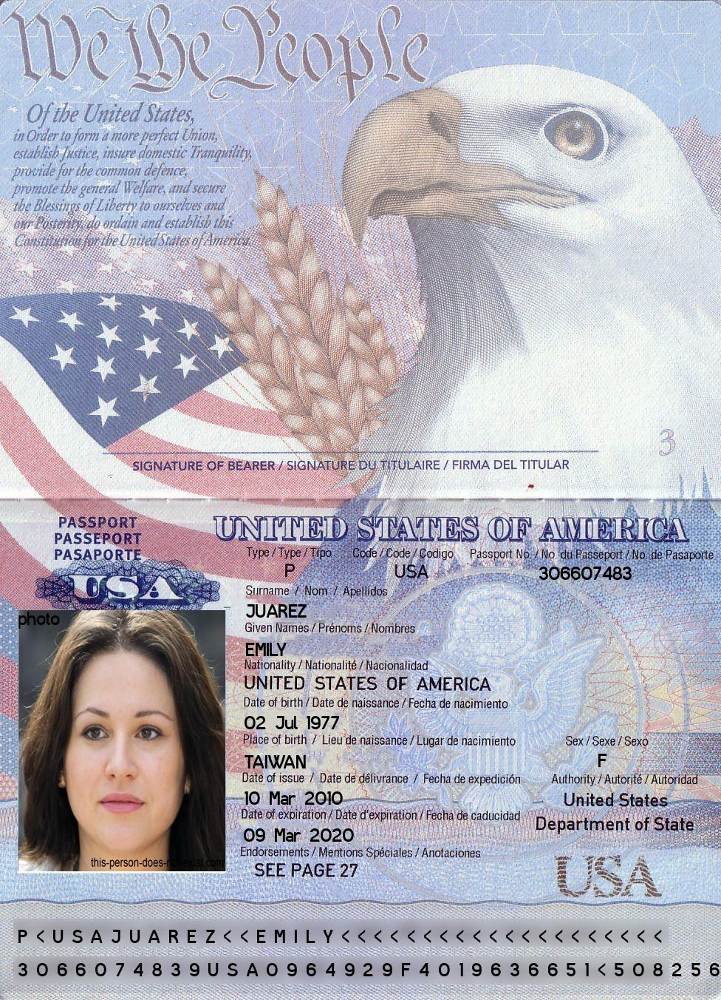 We the People
Of the United States,
in Order to form a more perfect Union,
establish Justice, insure domestic Tranquility,
provide for the common defence,
promote the general Welfare, and secure
the Blessings of Liberty to ourselves and
our Posterity, do ordain and establish this
Constitution for the United States of America.
3
SIGNATURE OF BEARER / SIGNATURE DU TITULAIRE / FIRMA DEL TITULAR
PASSPORT
PASSEPORT
PASAPORTE
USA
UNITED STATES OF AMERICA
Type / Type / Tipo Code / Code / Codigo Passport No. / No. du Passeport / No. de Pasaporte
P USA 306607483
Surname / Nom / Apellidos
JUAREZ
Given Names / Prénoms / Nombres
EMILY
Nationality / Nationalité / Nacionalidad
UNITED STATES OF AMERICA
Date of birth / Date de naissance / Fecha de nacimiento
02 Jul 1977
Place of birth / Lieu de naissance / Lugar de nacimiento Sex / Sexe / Sexo
TAIWAN F
Date of issue / Date de délivrance / Fecha de expedición Authority / Autorité / Autoridad
10 Mar 2010 United States
Date of expiration / Date d'expiration / Fecha de caducidad Department of State
09 Mar 2020
Endorsements / Mentions Spéciales / Anotaciones
SEE PAGE 27
USA
photo
this-person-does-not-exist.com
P<USAJUAREZ<<EMILY<<<<<<<<<<<<<<<<<<<<
3066074839USA0964929F4019636651<508256